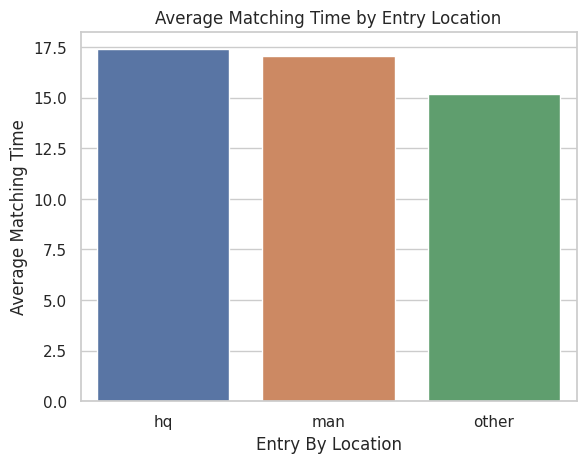 Average Matching Time by Entry Location
Average Matching Time
17.5
15.0
12.5
10.0
7.5
5.0
2.5
0.0
hq
man
other
Entry By Location